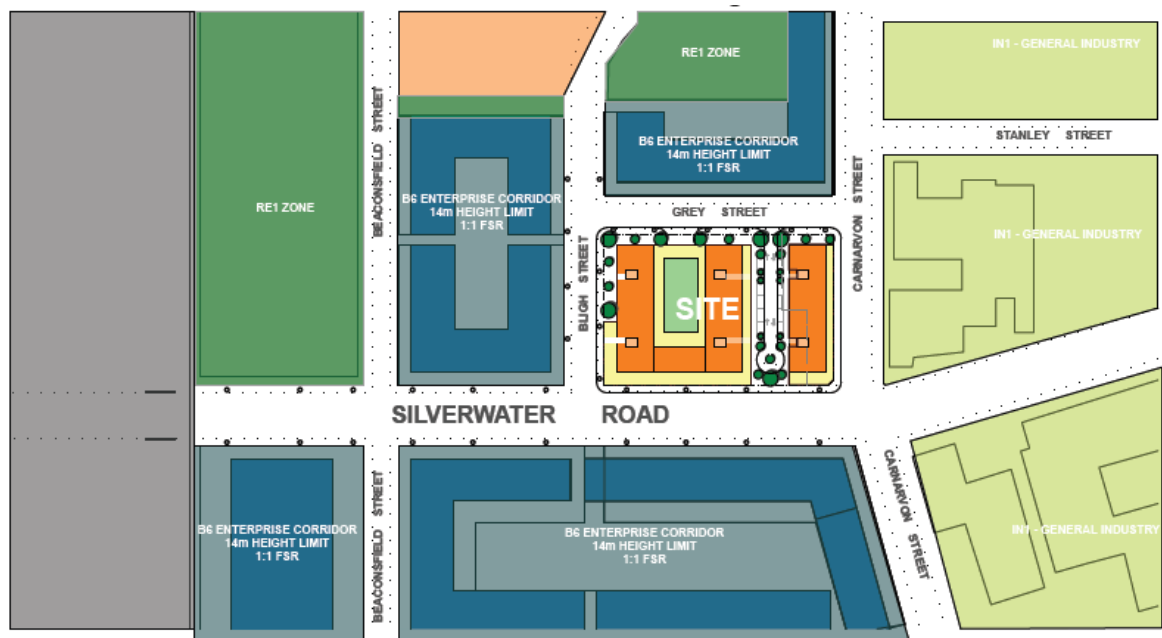 RE1 ZONE
IN1 - GENERAL INDUSTRY
BEACONSFIELD STREET
STANLEY STREET
B6 ENTERPRISE CORRIDOR
14m HEIGHT LIMIT
1:1 FSR
CARNARVON STREET
RE1 ZONE
B6 ENTERPRISE CORRIDOR
14m HEIGHT LIMIT
1:1 FSR
GREY STREET
IN1 - GENERAL INDUSTRY
BLIGH STREET
SITE
SILVERWATER ROAD
BEACONSFIELD STREET
B6 ENTERPRISE CORRIDOR
14m HEIGHT LIMIT
1:1 FSR
B6 ENTERPRISE CORRIDOR
14m HEIGHT LIMIT
1:1 FSR
CARNARVON STREET
IN1 - GENERAL INDUSTRY